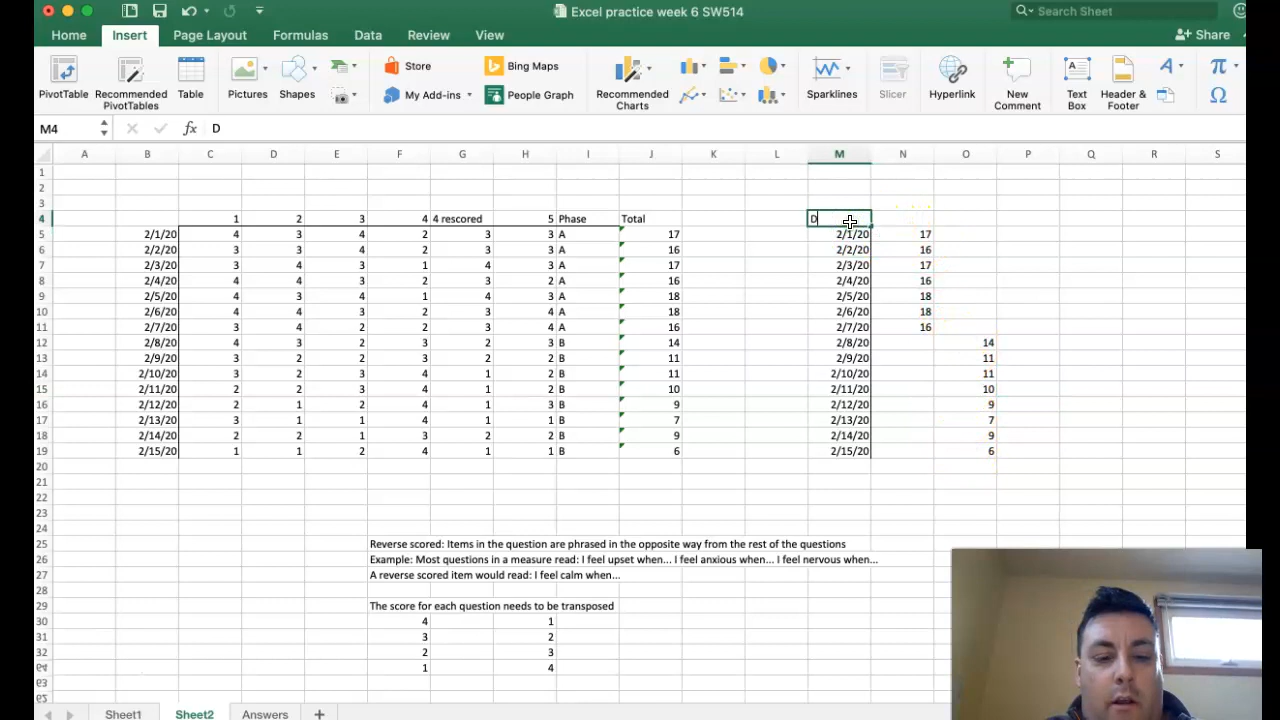 Excel practice week 6 SW514
Search Sheet
Home Insert Page Layout Formulas Data Review View Share
Store Bing Maps
My Add-ins People Graph
PivotTable Recommended PivotTables Table Pictures Shapes Recommended Charts Sparklines Slicer Hyperlink New Comment Text Box Header & Footer
M4 fx D
A B C D E F G H I J K L M N O P Q R S
1
2
3
4 1 2 3 4 4 rescored 5 Phase Total D
5 2/1/20 4 3 4 2 3 3 A 17 2/1/20 17
6 2/2/20 3 3 4 2 3 3 A 16 2/2/20 16
7 2/3/20 3 4 3 1 4 3 A 17 2/3/20 17
8 2/4/20 4 4 3 2 3 2 A 16 2/4/20 16
9 2/5/20 4 3 4 1 4 3 A 18 2/5/20 18
10 2/6/20 4 4 3 2 3 4 A 18 2/6/20 18
11 2/7/20 3 4 2 2 3 4 A 16 2/7/20 16
12 2/8/20 4 3 2 3 2 3 B 14 2/8/20 14
13 2/9/20 3 2 2 3 2 2 B 11 2/9/20 11
14 2/10/20 3 2 3 4 1 2 B 11 2/10/20 11
15 2/11/20 2 2 3 4 1 2 B 10 2/11/20 10
16 2/12/20 2 1 2 4 1 3 B 9 2/12/20 9
17 2/13/20 3 1 1 4 1 1 B 7 2/13/20 7
18 2/14/20 2 2 1 3 2 2 B 9 2/14/20 9
19 2/15/20 1 1 2 4 1 1 B 6 2/15/20 6
20
21
22
23
24
25 Reverse scored: Items in the question are phrased in the opposite way from the rest of the questions
26 Example: Most questions in a measure read: I feel upset when... I feel anxious when... I feel nervous when...
27 A reverse scored item would read: I feel calm when...
28
29 The score for each question needs to be transposed
30 4 1
31 3 2
32 2 3
1 4
Sheet1 Sheet2 Answers +